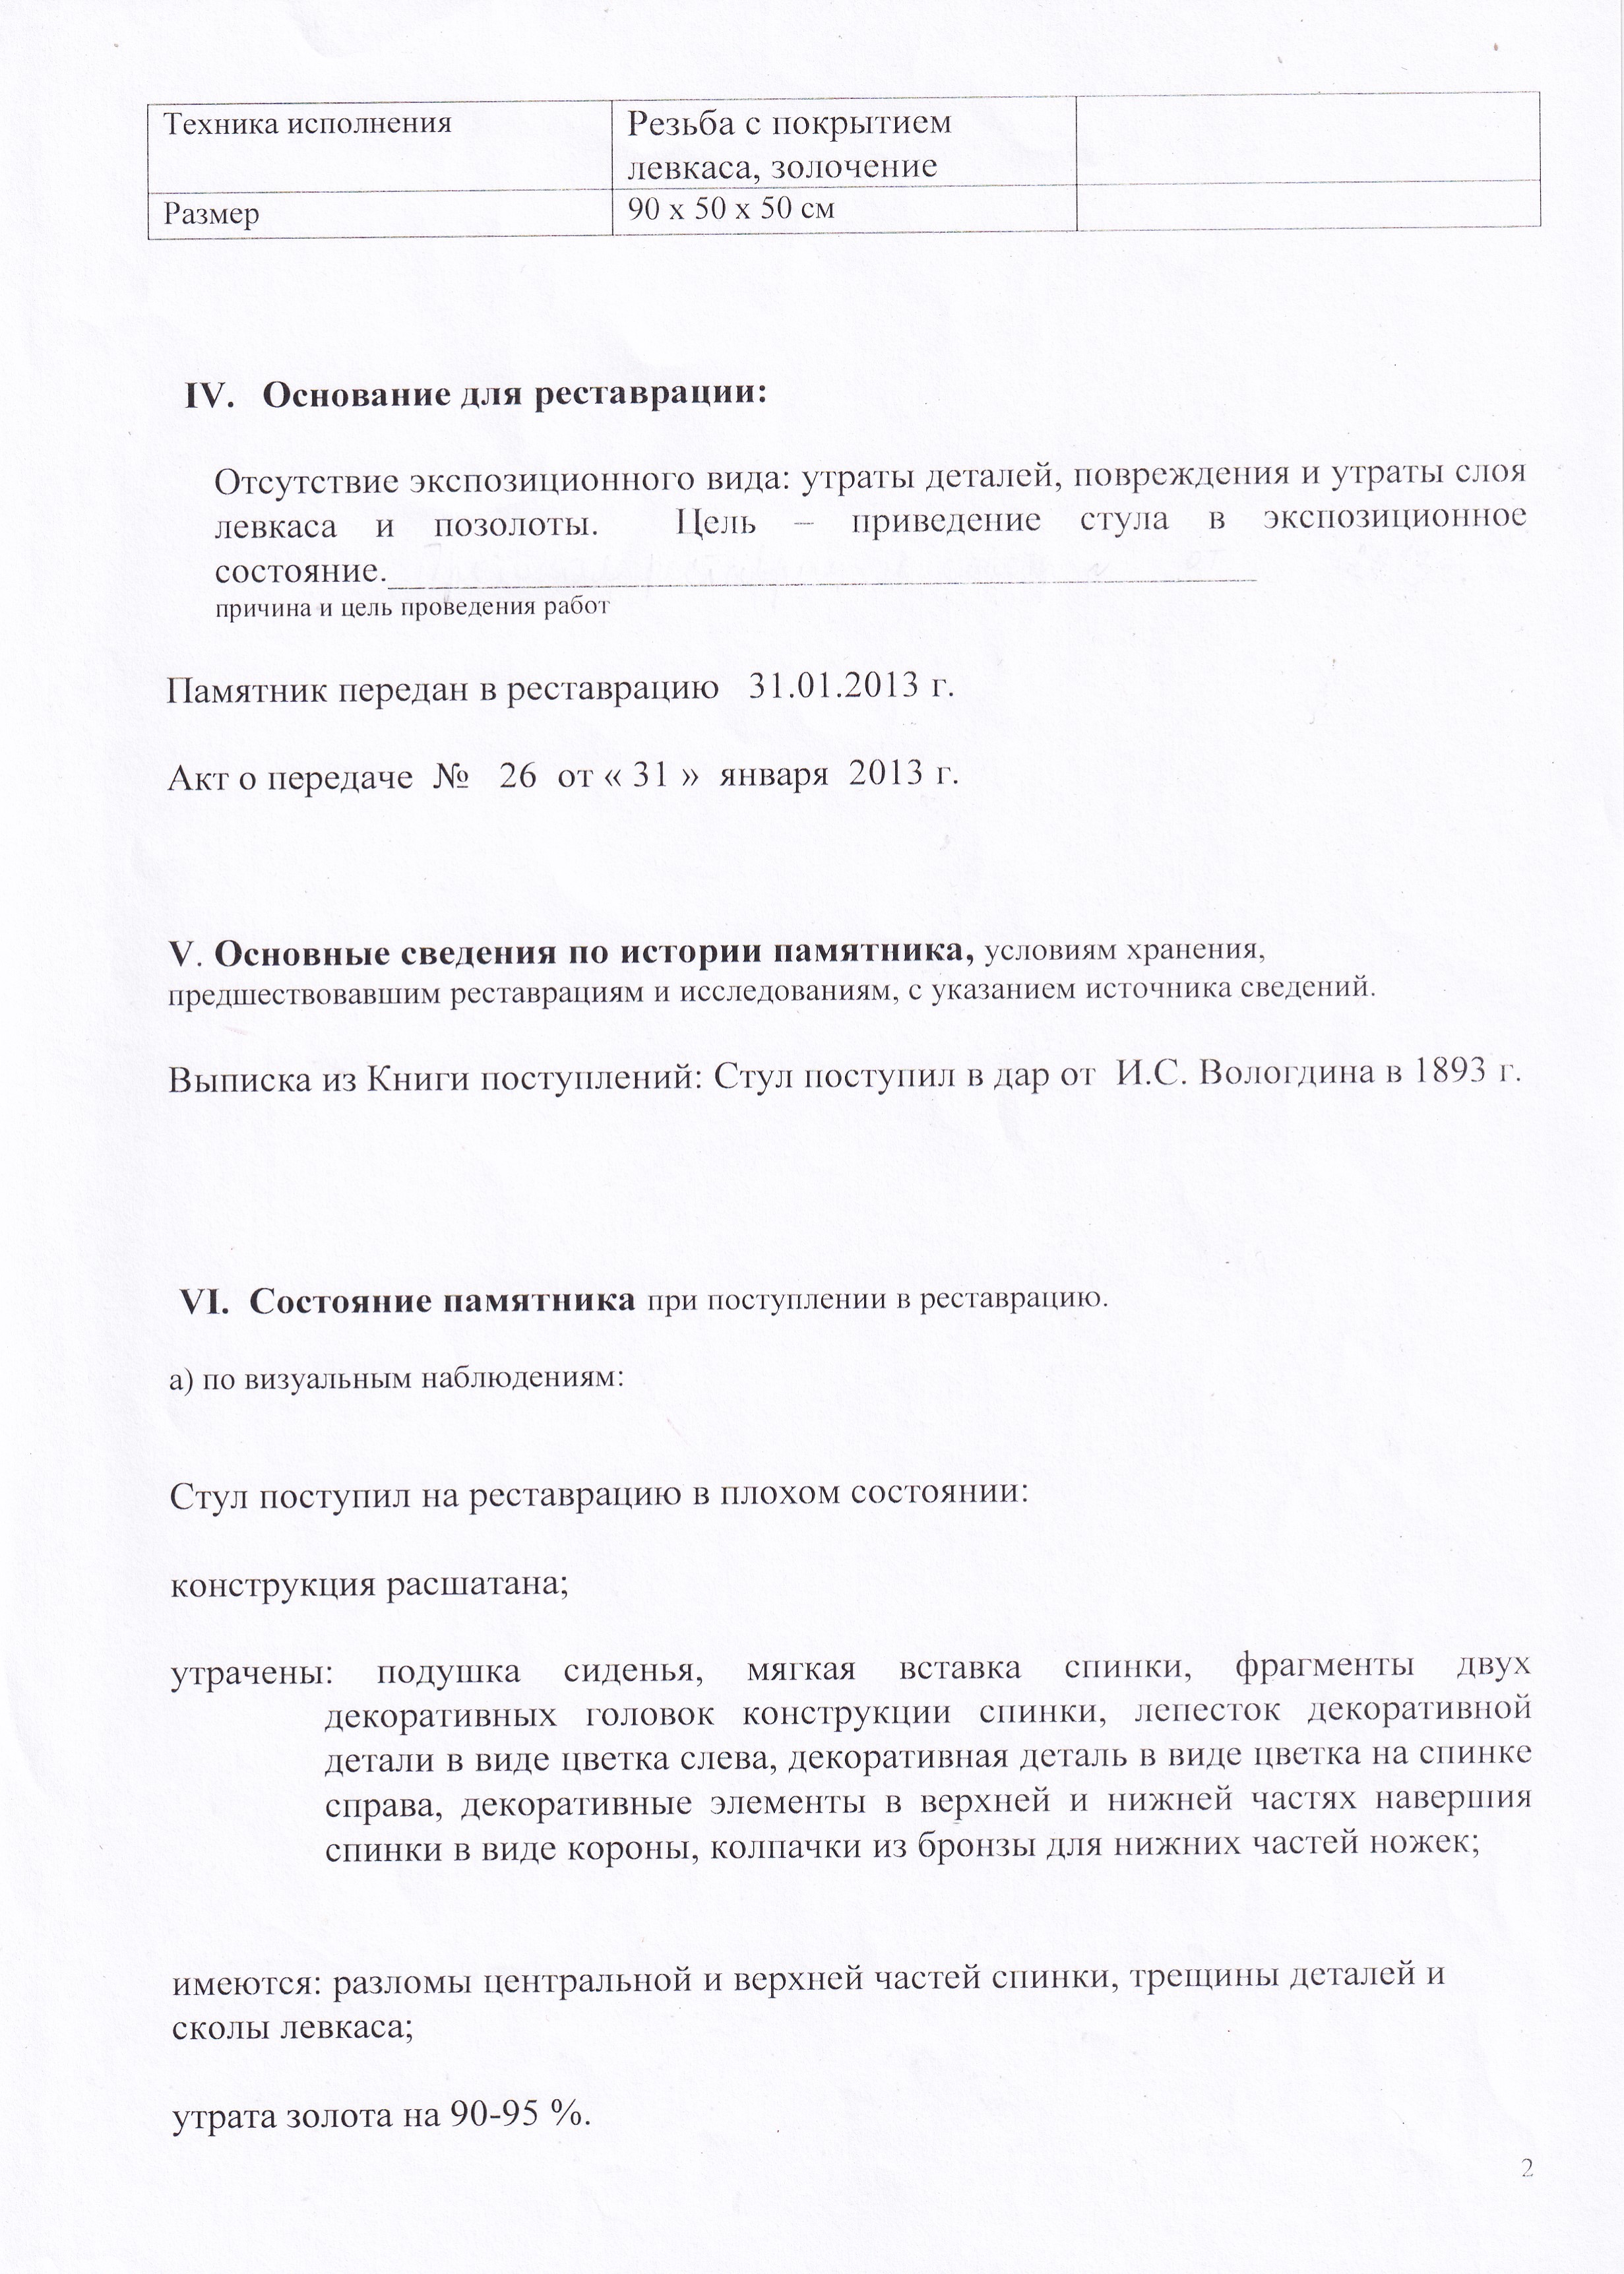 Техника исполнения
Резьба с покрытием
левкаса, золочение
Размер
90 х 50 х 50 см
IV. Основание для реставрации:
Отсутствие экспозиционного вида: утраты деталей, повреждения и утраты слоя
левкаса и позолоты. Цель – приведение стула в экспозиционное
состояние.
причина и цель проведения работ
Памятник передан в реставрацию 31.01.2013 г.
Акт о передаче № 26 от « 31 » января 2013 г.
V. Основные сведения по истории памятника, условиям хранения,
предшествовавшим реставрациям и исследованиям, с указанием источника сведений.
Выписка из Книги поступлений: Стул поступил в дар от И.С. Вологдина в 1893 г.
VI. Состояние памятника при поступлении в реставрацию.
а) по визуальным наблюдениям:
Стул поступил на реставрацию в плохом состоянии:
конструкция расшатана;
утрачены: подушка сиденья, мягкая вставка спинки, фрагменты двух
декоративных головок конструкции спинки, лепесток декоративной
детали в виде цветка слева, декоративная деталь в виде цветка на спинке
справа, декоративные элементы в верхней и нижней частях навершия
спинки в виде короны, колпачки из бронзы для нижних частей ножек;
имеются: разломы центральной и верхней частей спинки, трещины деталей и
сколы левкаса;
утрата золота на 90-95 %.
2